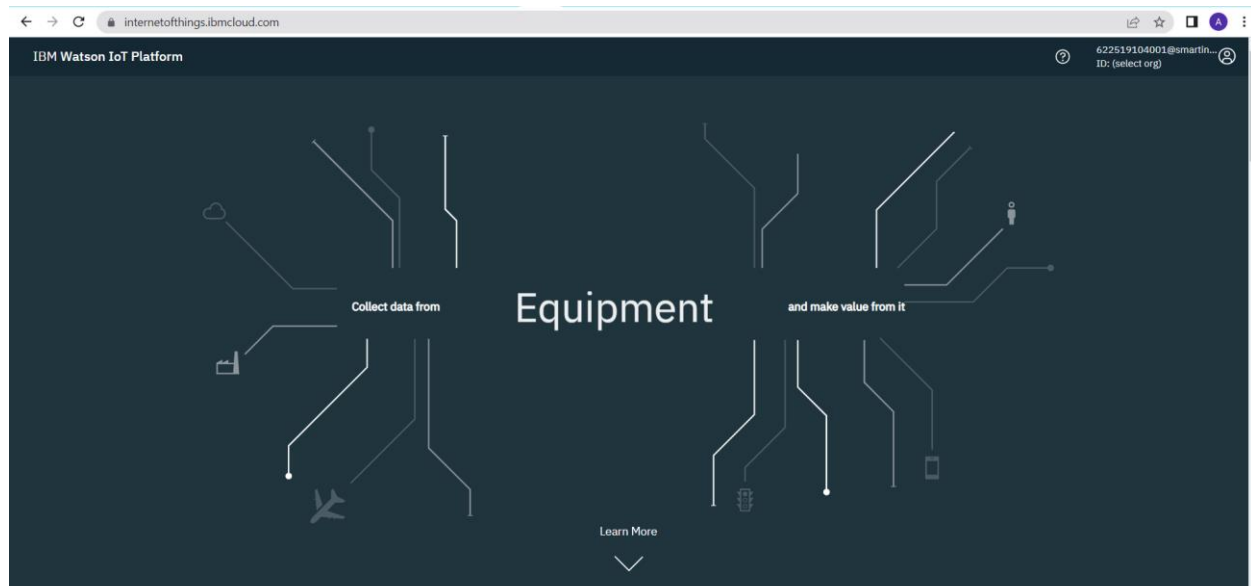 internetofthings.ibmcloud.com
A
IBM Watson IoT Platform
622519104001@smartin...
ID: (select org)
Collect data from
Equipment
and make value from it
Learn More